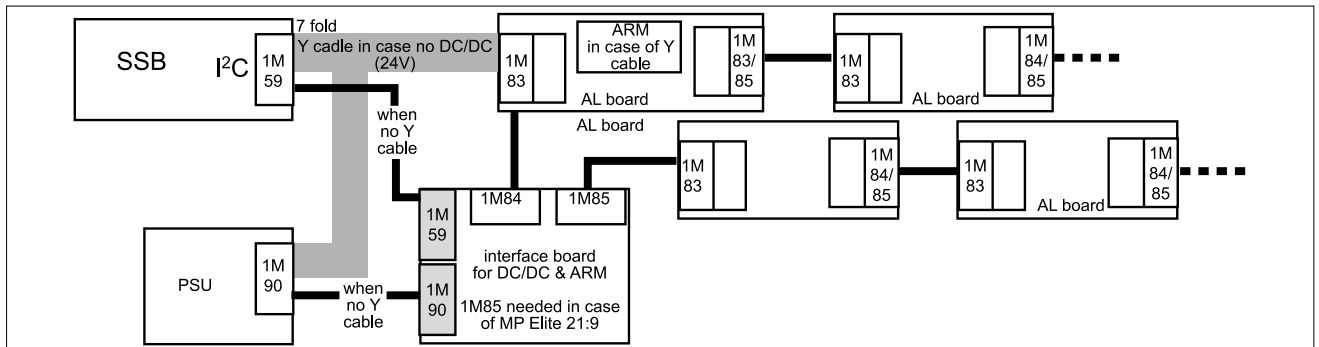 SSB
I²C
1M
59
7 fold
Y cadle in case no DC/DC
(24V)
1M
83
ARM
in case of Y
cable
1M
83/
85
AL board
1M
83
1M
84/
85
AL board
AL board
1M
83
1M
84/
85
1M
83
1M
84/
85
AL board
when
no Y
cable
1M84
1M85
1M
59
interface board
for DC/DC & ARM
1M
90
1M85 needed in case
of MP Elite 21:9
PSU
1M
90
when
no Y
cable